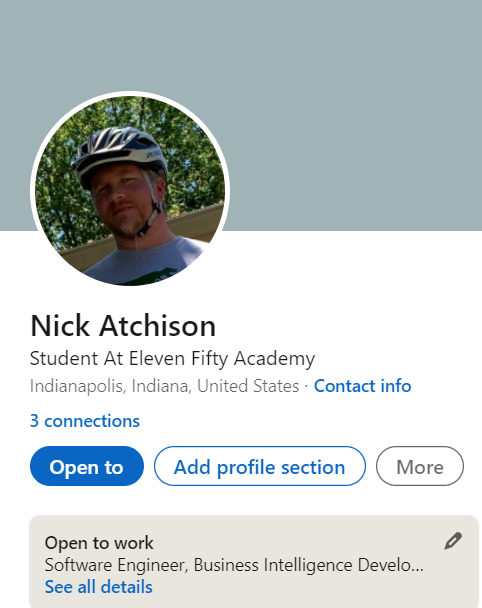 Nick Atchison
Student At Eleven Fifty Academy
Indianapolis, Indiana, United States · Contact info
3 connections
Open to
Add profile section
More
Open to work
Software Engineer, Business Intelligence Develo...
See all details